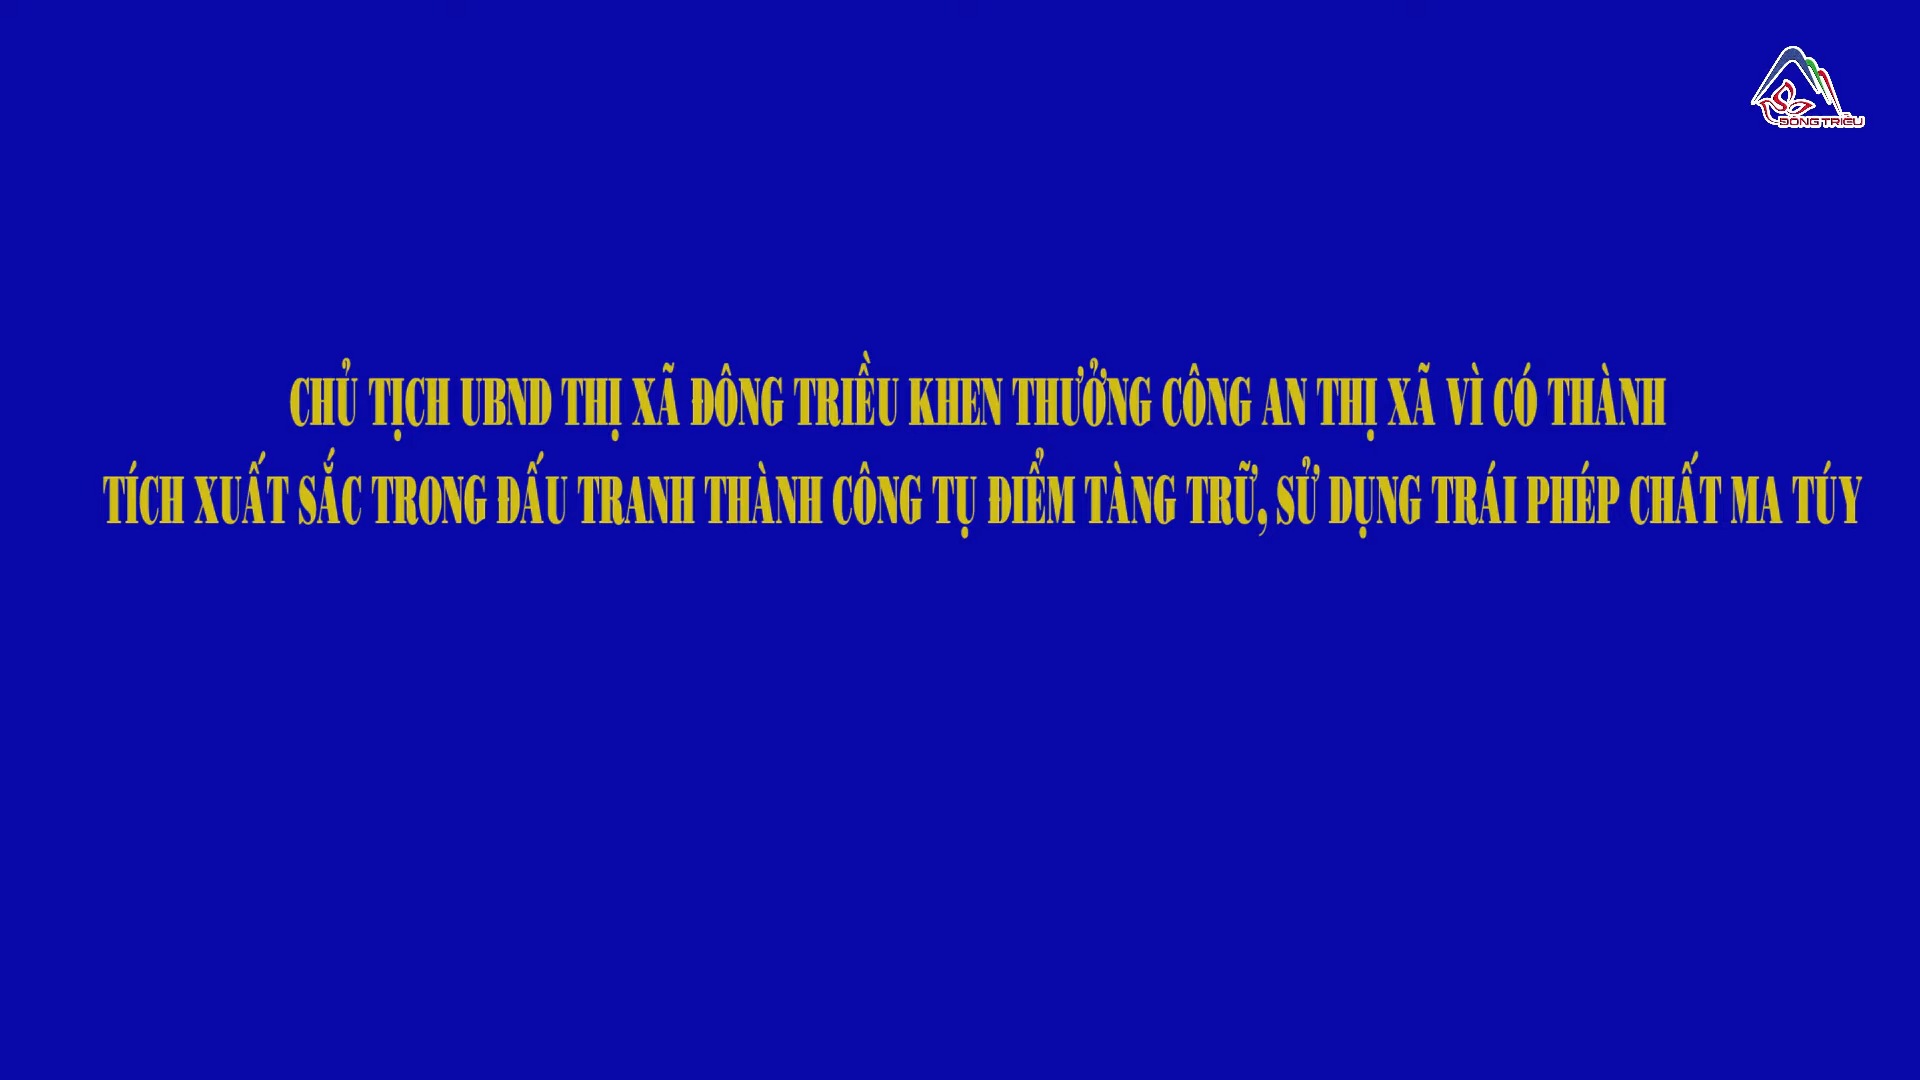 ĐÔNG TRIỀU
CHỦ TỊCH UBND THỊ XÃ ĐÔNG TRIỀU KHEN THƯỞNG CÔNG AN THỊ XÃ VÌ CÓ THÀNH
TÍCH XUẤT SẮC TRONG ĐẤU TRANH THÀNH CÔNG TỤ ĐIỂM TÀNG TRỮ, SỬ DỤNG TRÁI PHÉP CHẤT MA TÚY